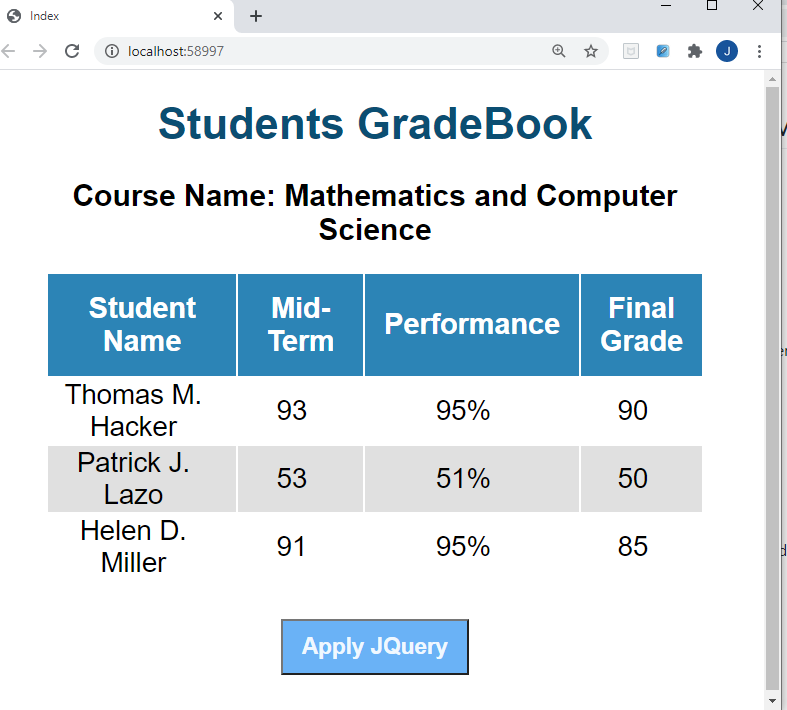 Index
localhost:58997
J
Students GradeBook
Course Name: Mathematics and Computer
Science
Student Name Mid-Term Performance Final Grade
Thomas M. Hacker 93 95% 90
Patrick J. Lazo 53 51% 50
Helen D. Miller 91 95% 85
Apply JQuery